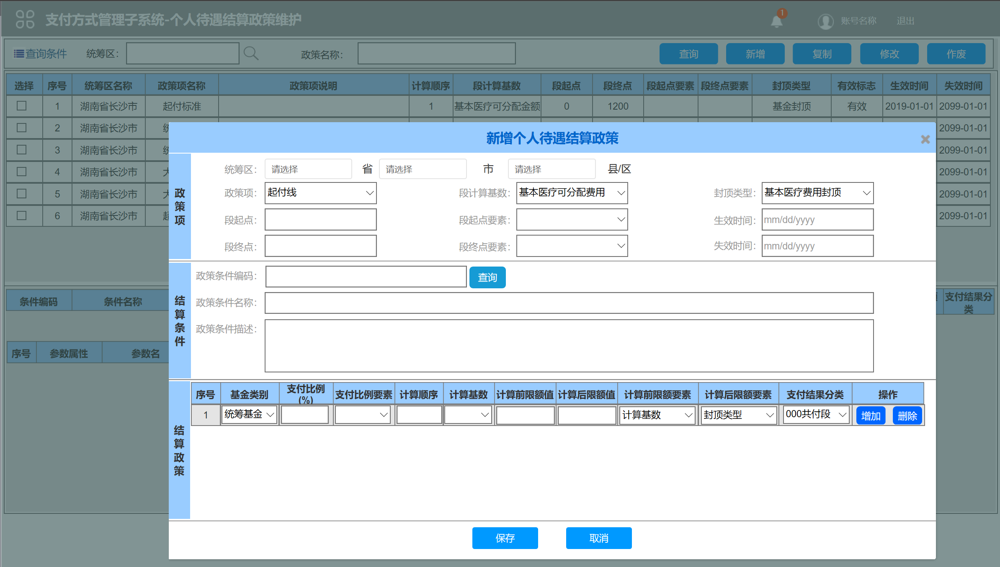 支付方式管理子系统-个人待遇结算政策维护
1
账号名称
退出
查询条件 统筹区： 政策名称： 查询 新增 复制 修改 作废
选择 序号 统筹区名称 政策项名称 政策项说明 计算顺序 段计算基数 段起点 段终点 段起点要素 段终点要素 封顶类型 有效标志 生效时间 失效时间
1 湖南省长沙市 起付标准 1 基本医疗可分配金额 0 1200 基金封顶 有效 2019-01-01 2099-01-01
2 湖南省长沙市 2099-01-01
3 湖南省长沙市 2099-01-01
4 湖南省长沙市 大 2099-01-01
5 湖南省长沙市 大 2099-01-01
6 湖南省长沙市 2099-01-01
条件编码 条件名称 支付结果分类
序号 参数属性 参数名
新增个人待遇结算政策
政策项
统筹区： 请选择 省 请选择 市 请选择 县/区
政策项： 起付线 段计算基数： 基本医疗可分配费用 封顶类型： 基本医疗费用封顶
段起点： 段起点要素： 生效时间： mm/dd/yyyy
段终点： 段终点要素： 失效时间： mm/dd/yyyy
结算条件
政策条件编码： 查询
政策条件名称：
政策条件描述：
结算政策
序号 基金类别 支付比例(%) 支付比例要素 计算顺序 计算基数 计算前限额值 计算后限额值 计算前限额要素 计算后限额要素 支付结果分类 操作
1 统筹基金 计算基数 封顶类型 000共付段 增加 删除
保存 取消